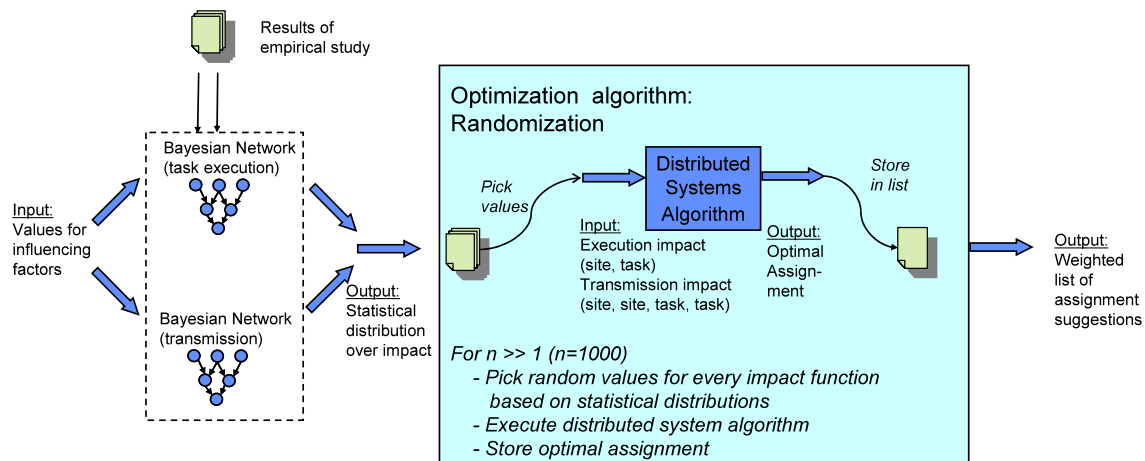 Results of
empirical study
Bayesian Network
(task execution)
Input:
Values for
influencing
factors
Bayesian Network
(transmission)
Output:
Statistical
distribution
over impact
Optimization algorithm:
Randomization
Pick
values
Distributed
Systems
Algorithm
Store
in list
Input:
Execution impact
(site, task)
Transmission impact
(site, site, task, task)
Output:
Optimal
Assign-
ment
For n >> 1 (n=1000)
- Pick random values for every impact function
based on statistical distributions
- Execute distributed system algorithm
- Store optimal assignment
Output:
Weighted
list of
assignment
suggestions